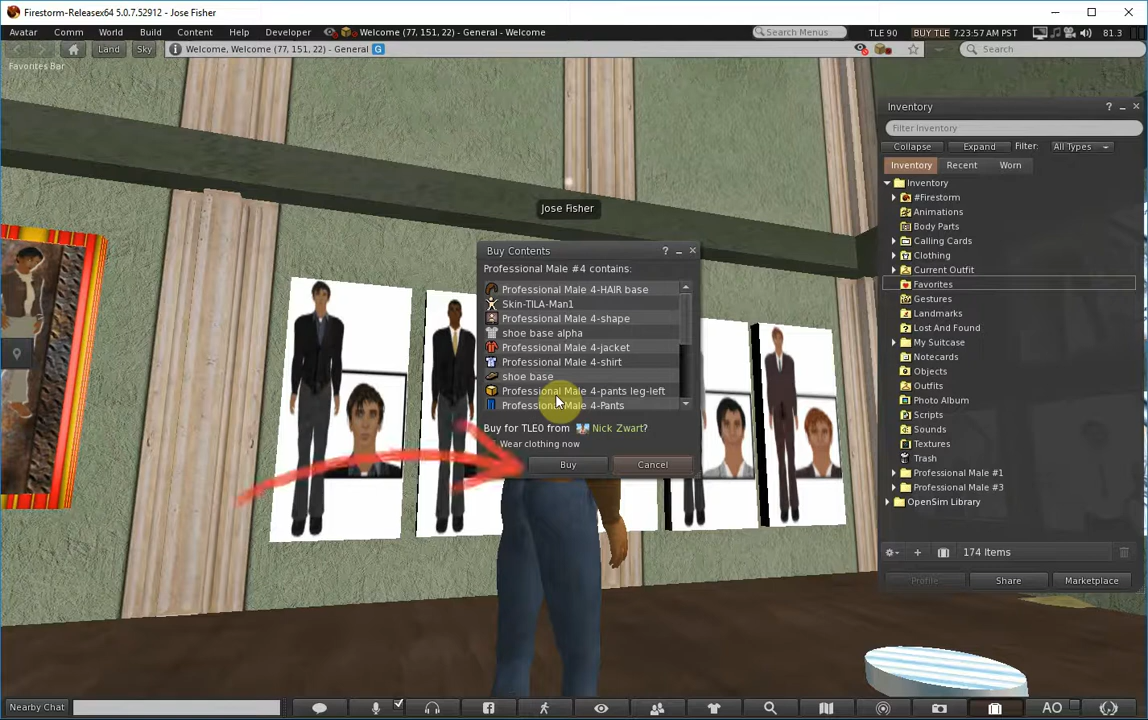 Firestorm-Releasex64 5.0.7.52912 - Jose Fisher
Avatar Comm World Build Content Help Developer Welcome (77, 151, 22) - General - Welcome Search Menus TLE 90 BUY TLE 7:23:57 AM PST 81.3
Land Sky Welcome, Welcome (77, 151, 22) - General G Search
Favorites Bar
Jose Fisher
Buy Contents ?
Professional Male #4 contains:
Professional Male 4-HAIR base
Skin-TILA-Man1
Professional Male 4-shape
shoe base alpha
Professional Male 4-jacket
Professional Male 4-shirt
shoe base
Professional Male 4-pants leg-left
Professional Male 4-Pants
Buy for TLE0 from Nick Zwart?
Wear clothing now
Buy Cancel
Inventory ?
Filter Inventory
Collapse Expand Filter: All Types
Inventory Recent Worn
Inventory
#Firestorm
Animations
Body Parts
Calling Cards
Clothing
Current Outfit
Favorites
Gestures
Landmarks
Lost And Found
My Suitcase
Notecards
Objects
Outfits
Photo Album
Scripts
Sounds
Textures
Trash
Professional Male #1
Professional Male #3
OpenSim Library
174 Items
Profile Share Marketplace
Nearby Chat AO